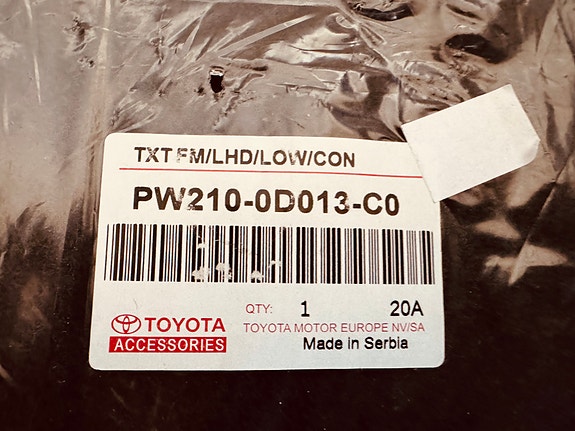 TXT FM/LHD/LOW/CON
PW210-0D013-C0
QTY: 1 20A
TOYOTA MOTOR EUROPE NV/SA
Made in Serbia
TOYOTA
ACCESSORIES